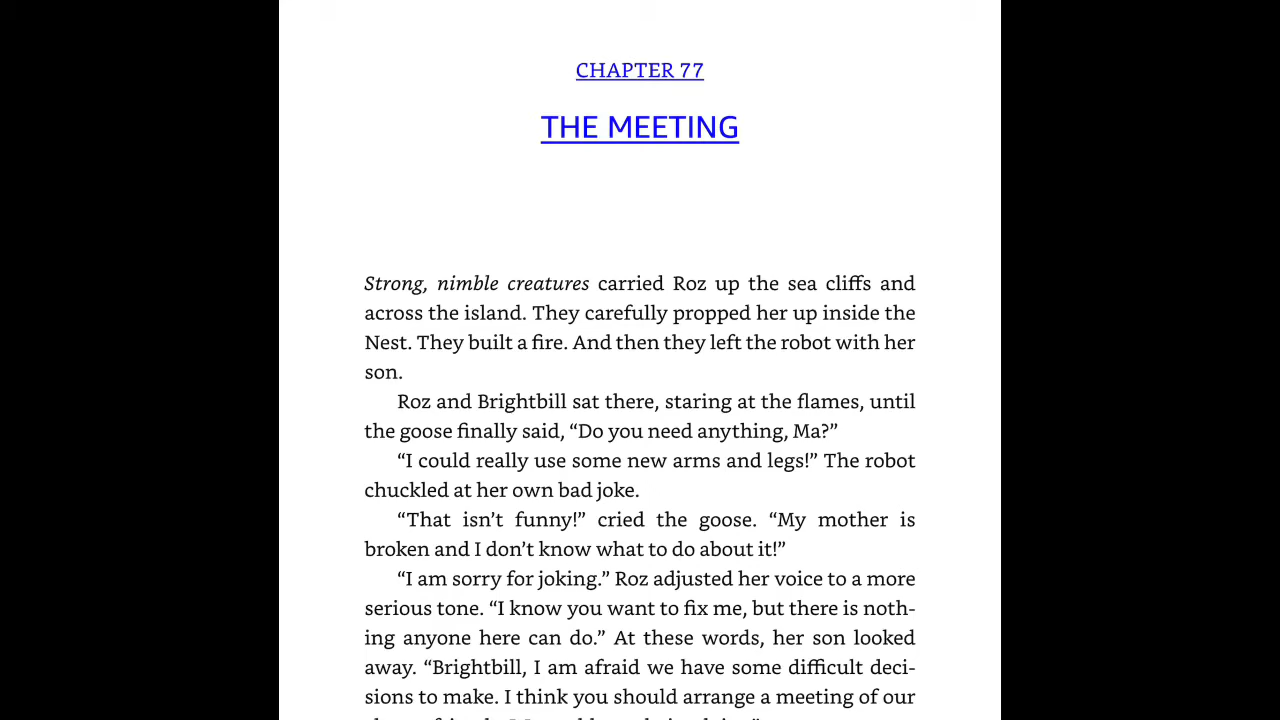 CHAPTER 77
THE MEETING
Strong, nimble creatures carried Roz up the sea cliffs and
across the island. They carefully propped her up inside the
Nest. They built a fire. And then they left the robot with her
son.
Roz and Brightbill sat there, staring at the flames, until
the goose finally said, “Do you need anything, Ma?”
“I could really use some new arms and legs!” The robot
chuckled at her own bad joke.
“That isn’t funny!” cried the goose. “My mother is
broken and I don’t know what to do about it!”
“I am sorry for joking.” Roz adjusted her voice to a more
serious tone. “I know you want to fix me, but there is noth-
ing anyone here can do.” At these words, her son looked
away. “Brightbill, I am afraid we have some difficult deci-
sions to make. I think you should arrange a meeting of our